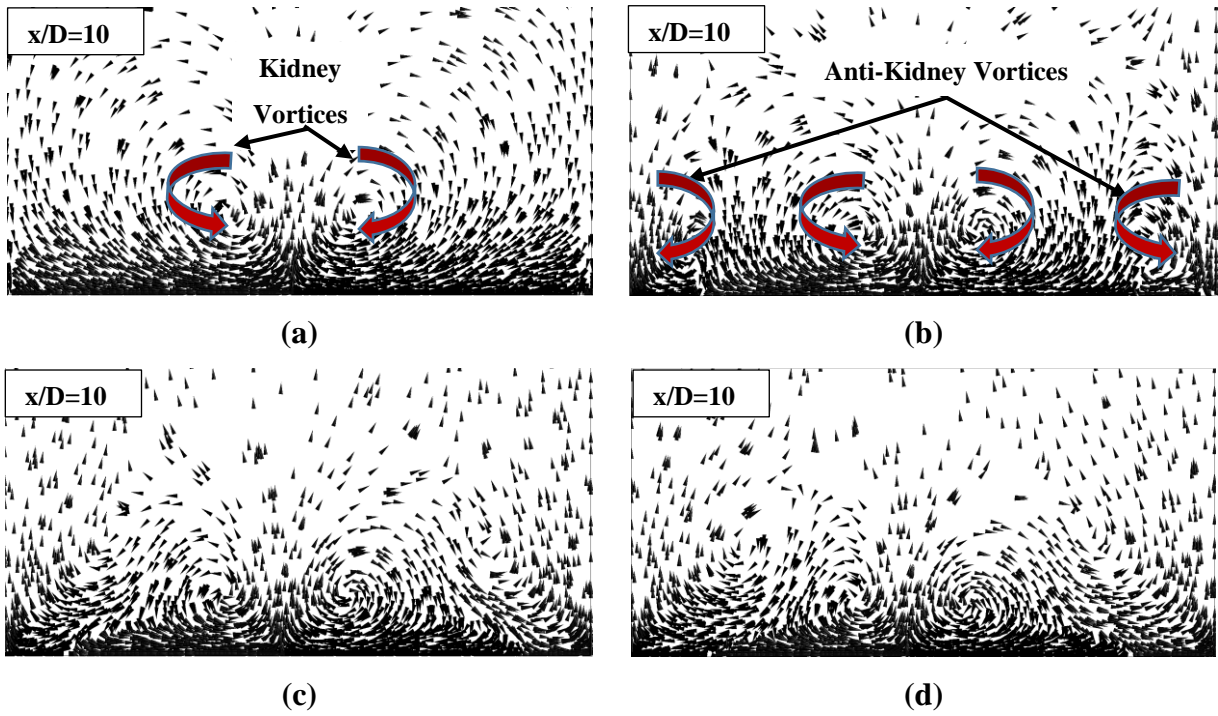 x/D=10
Kidney
Vortices
(a)
x/D=10
Anti-Kidney Vortices
(b)
x/D=10
(c)
x/D=10
(d)